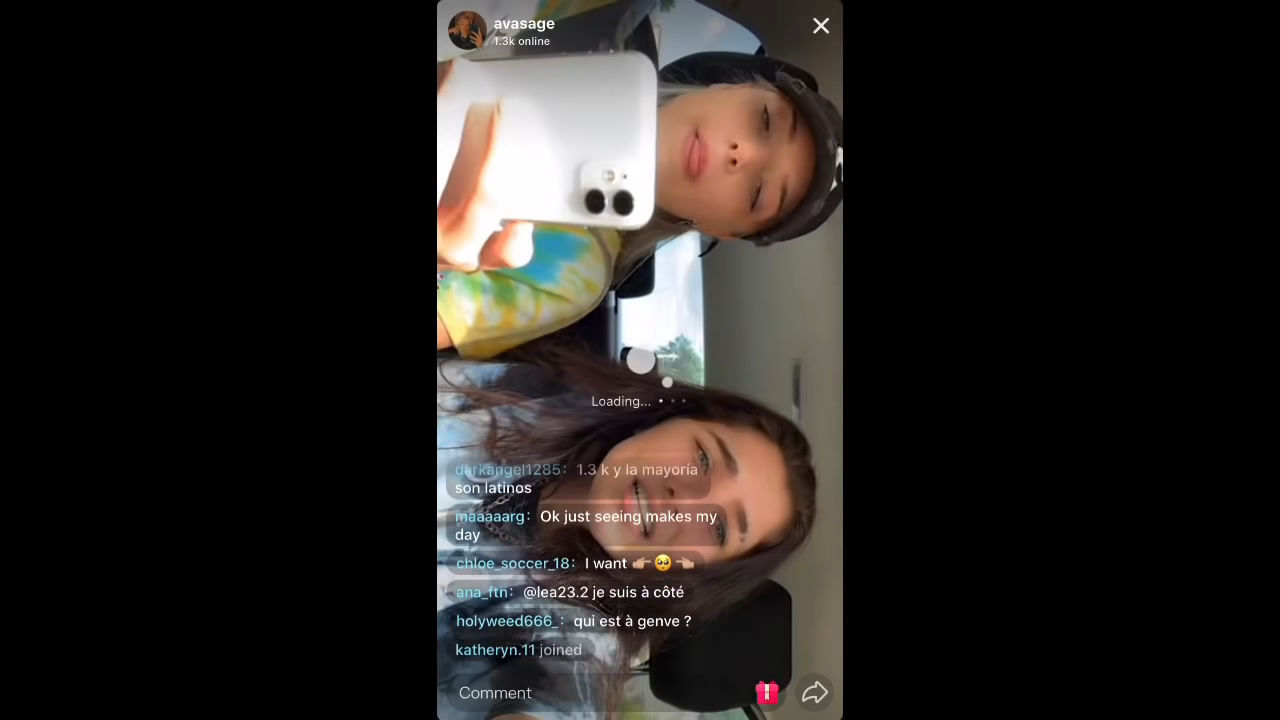 avasage
1.3k online
Loading...
darkangel1285: 1.3 k y la mayoría
son latinos
maaaaarg: Ok just seeing makes my
day
chloe_soccer_18: I want 👉🏼🥺👈🏼
ana_ftn: @lea23.2 je suis à côté
holyweed666_: qui est à genve ?
katheryn.11 joined
Comment